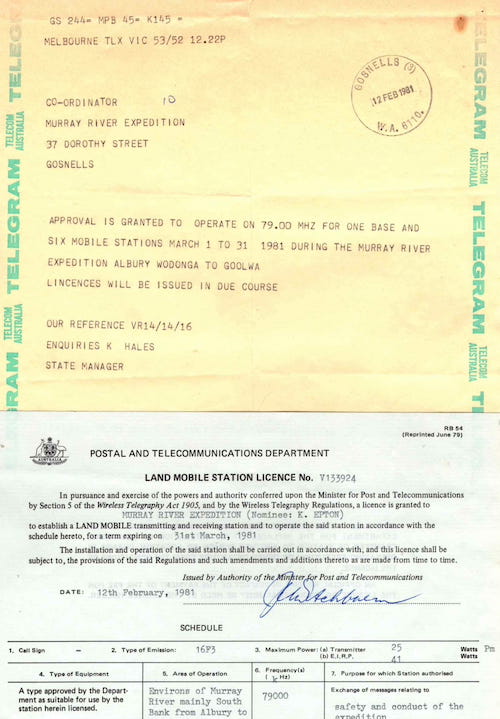 GS 244= MPB 45= K145 =
MELBOURNE TLX VIC 53/52 12.22P
GOSNELLS (3)
12 FEB 1981
W.A. 6110.
CO-ORDINATOR 10
MURRAY RIVER EXPEDITION
37 DOROTHY STREET
GOSNELLS
TELEGRAM
TELECOM AUSTRALIA
TELEGRAM
TELECOM AUSTRALIA
TELEGRAM
TELECOM AUSTRALIA
TELEGRAM
TELECOM AUSTRALIA
APPROVAL IS GRANTED TO OPERATE ON 79.00 MHZ FOR ONE BASE AND
SIX MOBILE STATIONS MARCH 1 TO 31 1981 DURING THE MURRAY RIVER
EXPEDITION ALBURY WODONGA TO GOOLWA
LINCENCES WILL BE ISSUED IN DUE COURSE
OUR REFERENCE VR14/14/16
ENQUIRIES K HALES
STATE MANAGER
RB 54
(Reprinted June 79)
AUSTRALIA
POSTAL AND TELECOMMUNICATIONS DEPARTMENT
LAND MOBILE STATION LICENCE No. V133924
In pursuance and exercise of the powers and authority conferred upon the Minister for Post and Telecommunications
by Section 5 of the Wireless Telegraphy Act 1905, and by the Wireless Telegraphy Regulations, a licence is granted to
MURRAY RIVER EXPEDITION (Nominee: K. EPTON)
to establish a LAND MOBILE transmitting and receiving station and to operate the said station in accordance with the
schedule hereto, for a term expiring on 31st March, 1981
The installation and operation of the said station shall be carried out in accordance with, and this licence shall be
subject to, the provisions of the said Regulations and such amendments and additions thereto as are made from time to time.
Issued by Authority of the Minister for Post and Telecommunications
DATE: 12th February, 1981
SCHEDULE
1. Call Sign – 2. Type of Emission: 16F3 3. Maximum Power: (a) Transmitter 25 Watts Pm
(b) E.I.R.P. 41 Watts
4. Type of Equipment 5. Area of Operation 6. Frequency(s) (kHz) 7. Purpose for which Station authorised
A type approved by the Depart-
ment as suitable for use by the
station herein licensed.
Environs of Murray
River mainly South
Bank from Albury to
79000
Exchange of messages relating to
safety and conduct of the
expedition